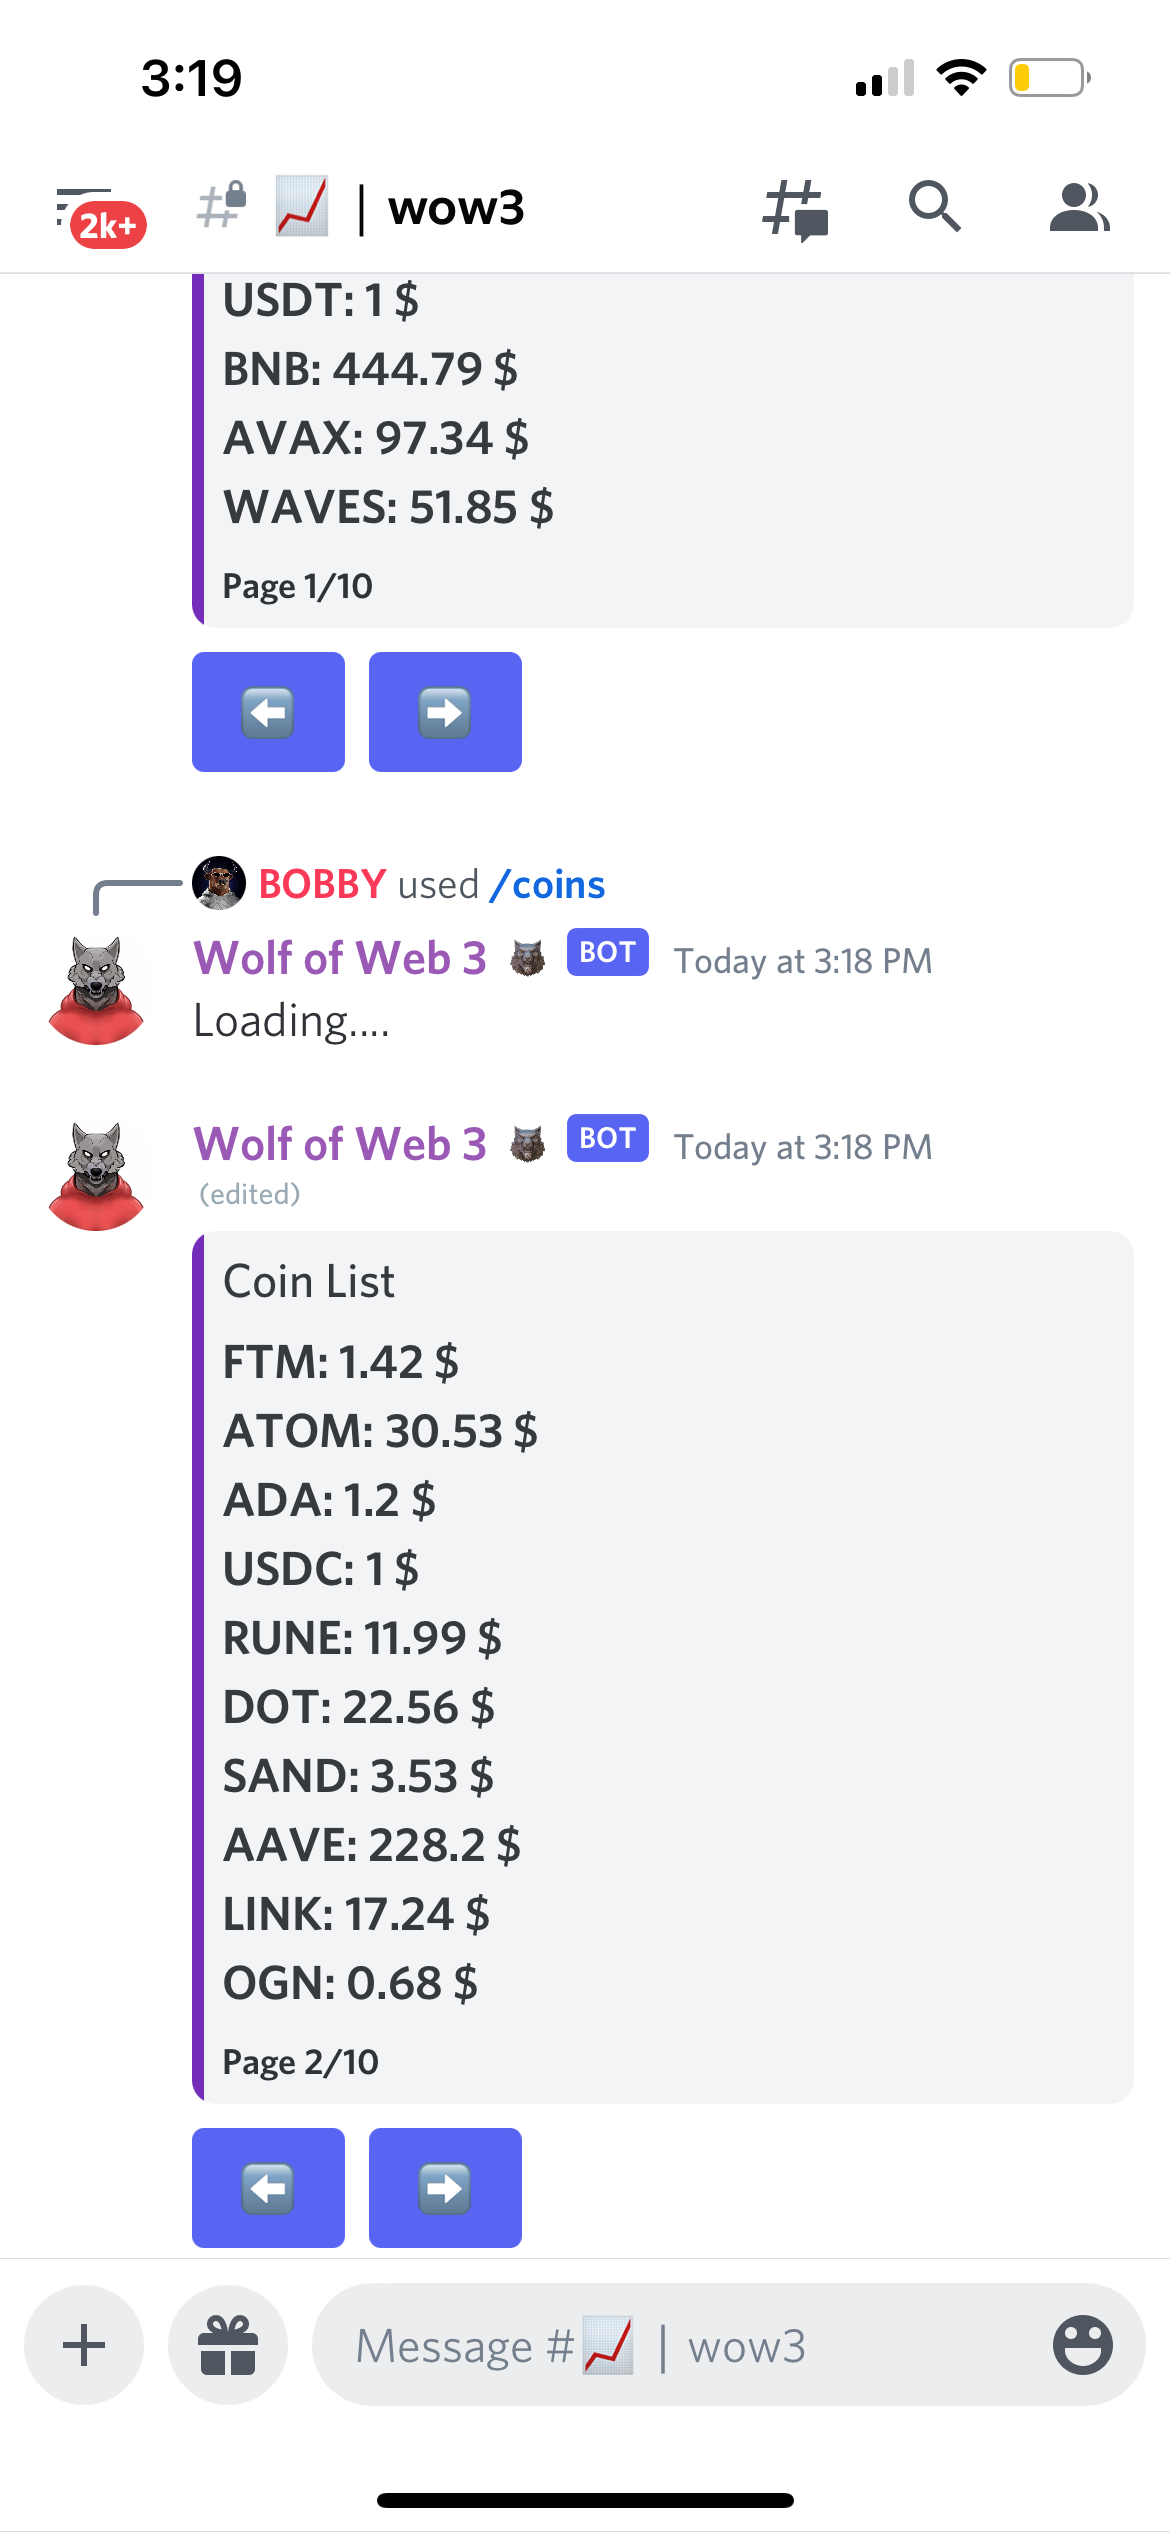 3:19
2k+
| wow3
USDT: 1 $
BNB: 444.79 $
AVAX: 97.34 $
WAVES: 51.85 $
Page 1/10
BOBBY used /coins
Wolf of Web 3 BOT Today at 3:18 PM
Loading....
Wolf of Web 3 BOT Today at 3:18 PM
(edited)
Coin List
FTM: 1.42 $
ATOM: 30.53 $
ADA: 1.2 $
USDC: 1 $
RUNE: 11.99 $
DOT: 22.56 $
SAND: 3.53 $
AAVE: 228.2 $
LINK: 17.24 $
OGN: 0.68 $
Page 2/10
Message #📈 | wow3